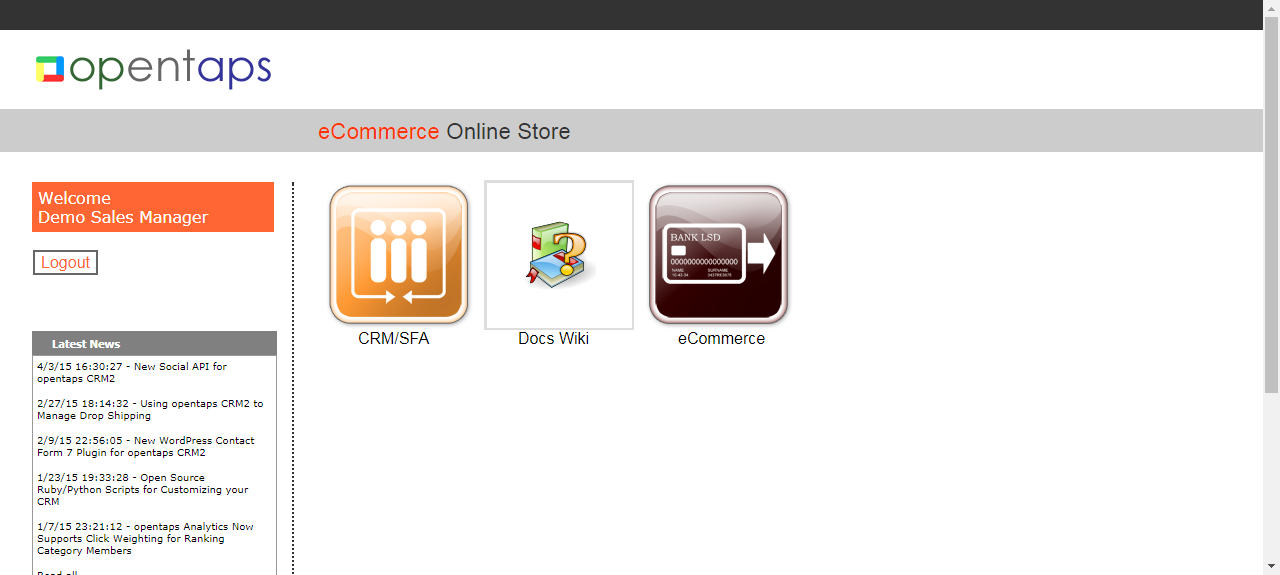 opentaps
eCommerce Online Store
Welcome
Demo Sales Manager
Logout
BANK LSD
0000000000000000
NAME SURNAME
CRM/SFA
Docs Wiki
eCommerce
Latest News
4/3/15 16:30:27 - New Social API for
opentaps CRM2
2/27/15 18:14:32 - Using opentaps CRM2 to
Manage Drop Shipping
2/9/15 22:56:05 - New WordPress Contact
Form 7 Plugin for opentaps CRM2
1/23/15 19:33:28 - Open Source
Ruby/Python Scripts for Customizing your
CRM
1/7/15 23:21:12 - opentaps Analytics Now
Supports Click Weighting for Ranking
Category Members
Read all